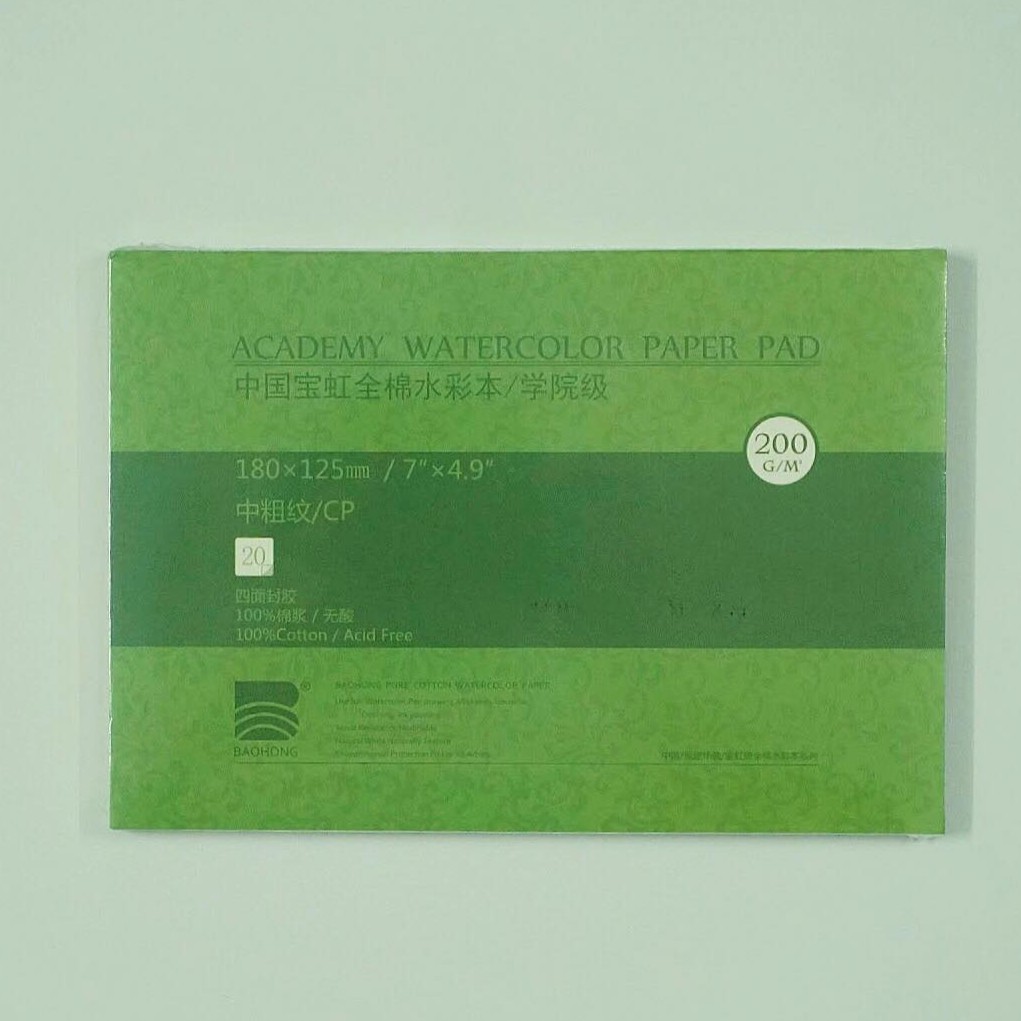 ACADEMY WATERCOLOR PAPER PAD
中国宝虹全棉水彩本/学院级
200
G/M²
180×125mm / 7"×4.9"
中粗纹/CP
20
四面封胶
100%棉浆 / 无酸
100%Cotton / Acid Free
®
BAOHONG
BAOHONG PURE COTTON WATERCOLOR PAPER